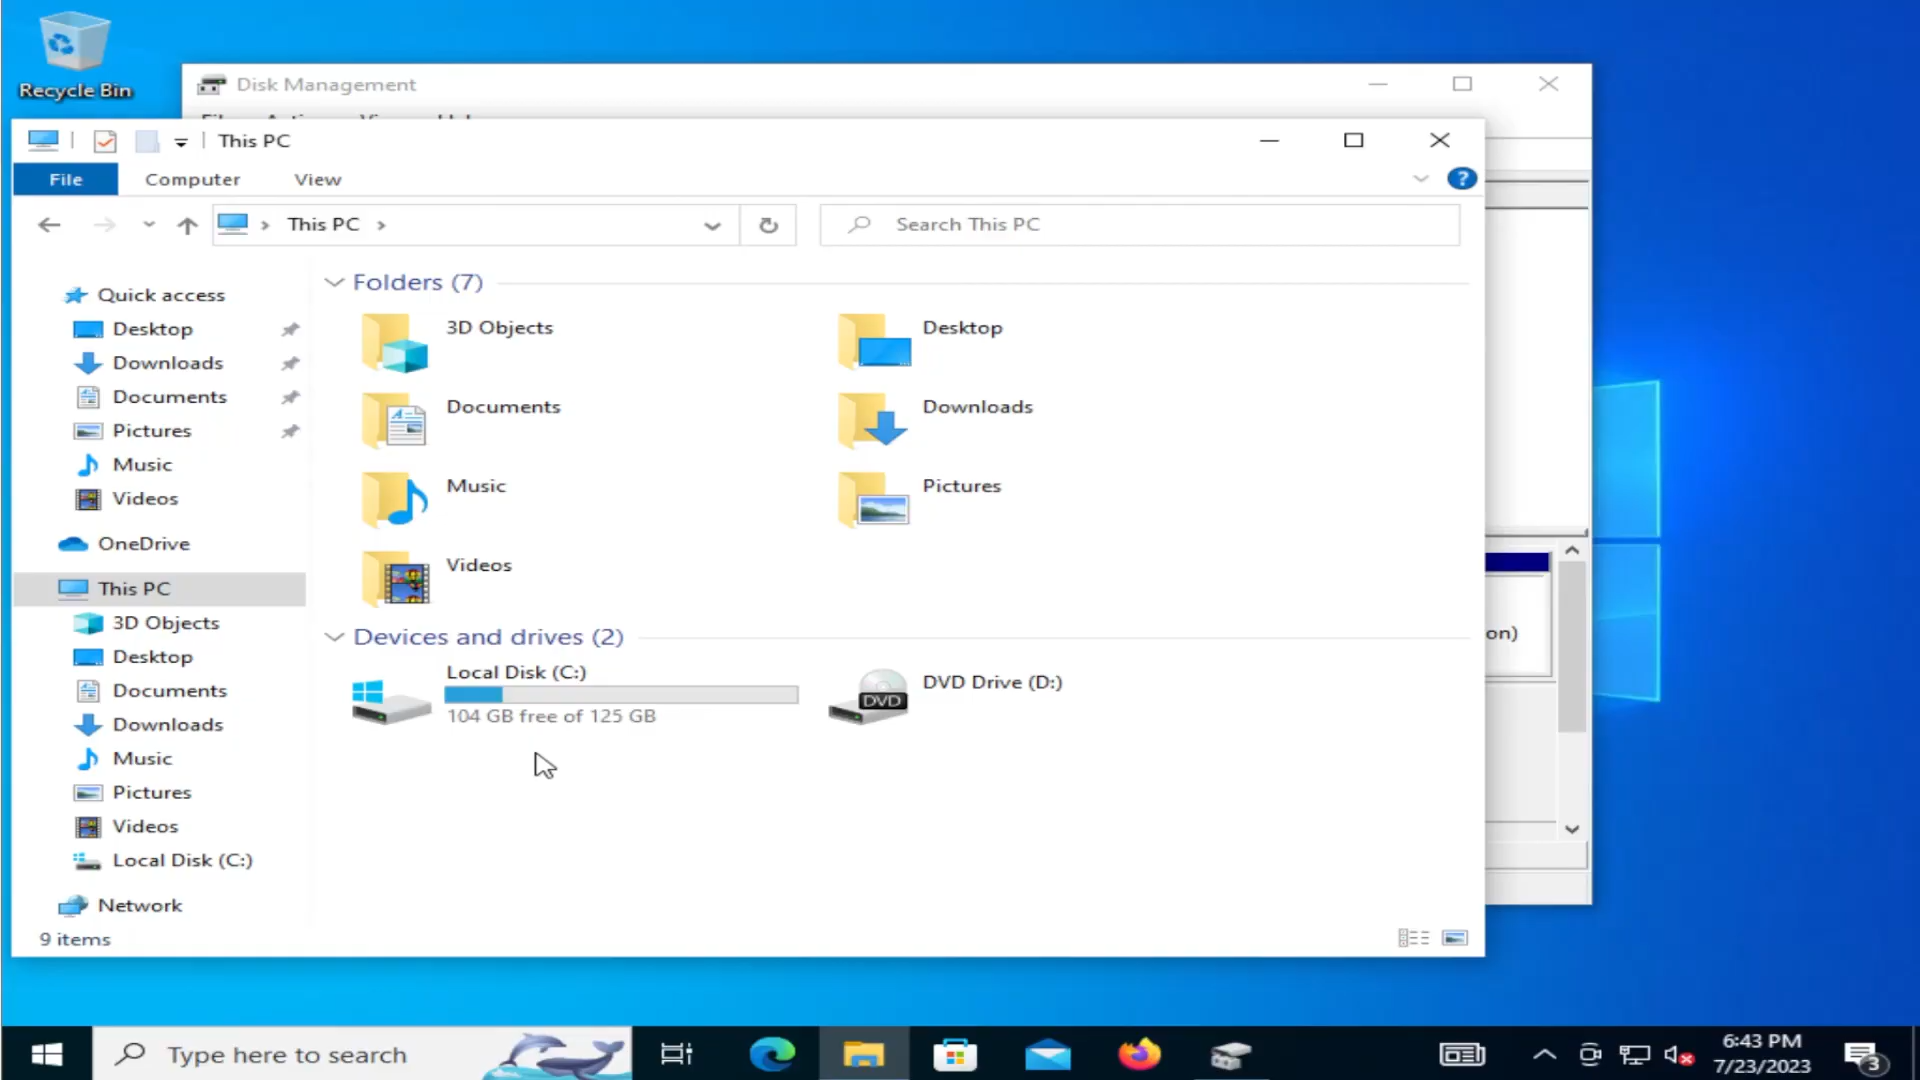 Recycle Bin
Disk Management
This PC
File Computer View
This PC
Search This PC
Quick access
Desktop
Downloads
Documents
Pictures
Music
Videos
OneDrive
This PC
3D Objects
Desktop
Documents
Downloads
Music
Pictures
Videos
Local Disk (C:)
Network
Folders (7)
3D Objects
Desktop
Documents
Downloads
Music
Pictures
Videos
Devices and drives (2)
Local Disk (C:)
104 GB free of 125 GB
DVD
DVD Drive (D:)
on)
9 items
Type here to search
6:43 PM
7/23/2023
3